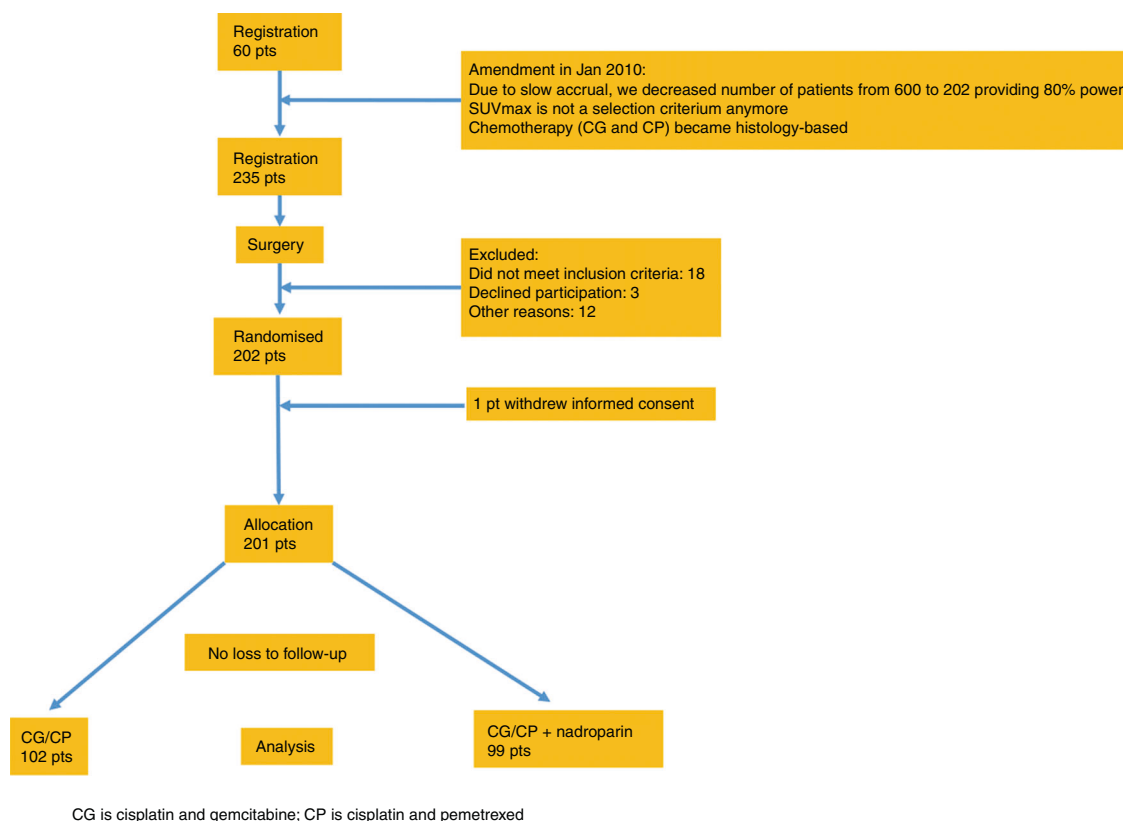 Registration
60 pts
Amendment in Jan 2010:
Due to slow accrual, we decreased number of patients from 600 to 202 providing 80% power
SUVmax is not a selection criterium anymore
Chemotherapy (CG and CP) became histology-based
Registration
235 pts
Surgery
Excluded:
Did not meet inclusion criteria: 18
Declined participation: 3
Other reasons: 12
Randomised
202 pts
1 pt withdrew informed consent
Allocation
201 pts
No loss to follow-up
CG/CP
102 pts
Analysis
CG/CP + nadroparin
99 pts
CG is cisplatin and gemcitabine; CP is cisplatin and pemetrexed